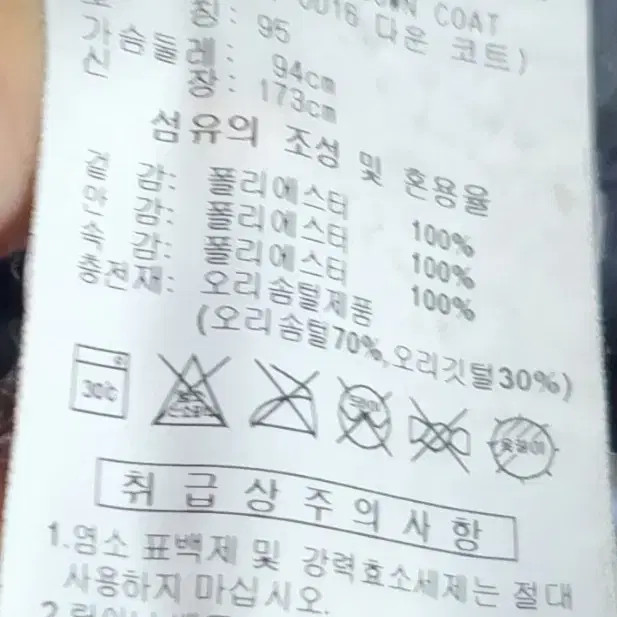 COAT
0016 다운 코트)
칭: 95
가슴둘레: 94cm
신 장: 173cm
섬유의 조성 및 혼용율
겉 감: 폴리에스터 100%
안 감: 폴리에스터 100%
속 감: 폴리에스터 100%
충전재: 오리솜털제품
(오리솜털70%,오리깃털30%)
30℃
옷걸이
취급상주의사항
1.염소 표백제 및 강력효소세제는 절대
사용하지 마십시오.
2.